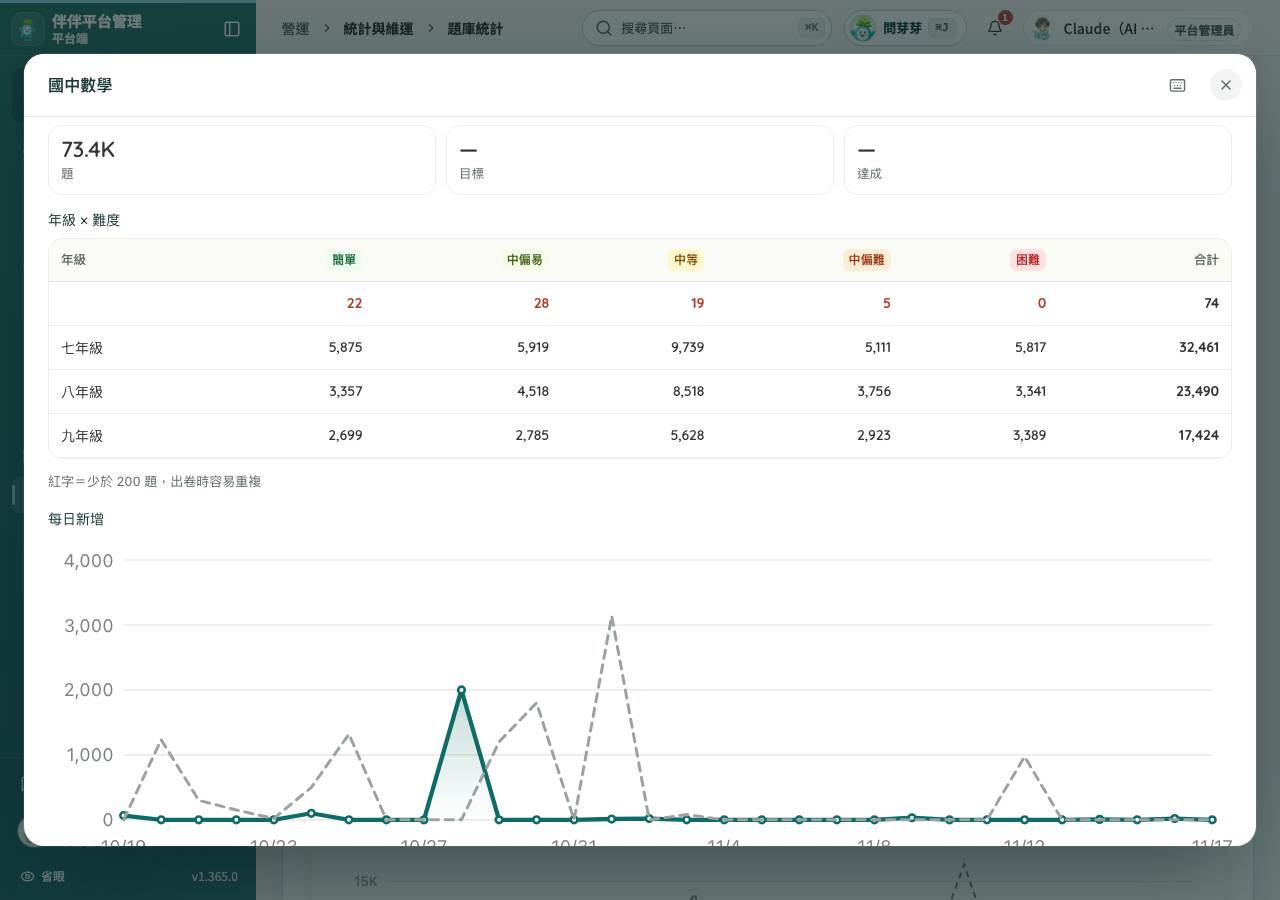 伴伴平台管理
平台端
營運 > 統計與維運 > 題庫統計
搜尋頁面… ⌘K
問芽芽 ⌘J
1
Claude（AI … 平台管理員
國中數學
73.4K
題
—
目標
—
達成
年級 × 難度
年級 簡單 中偏易 中等 中偏難 困難 合計
22 28 19 5 0 74
七年級 5,875 5,919 9,739 5,111 5,817 32,461
八年級 3,357 4,518 8,518 3,756 3,341 23,490
九年級 2,699 2,785 5,628 2,923 3,389 17,424
紅字＝少於 200 題，出卷時容易重複
每日新增
4,000
3,000
2,000
1,000
0
10/19 10/23 10/27 10/31 11/4 11/8 11/12 11/17
省眼 v1.365.0
15K